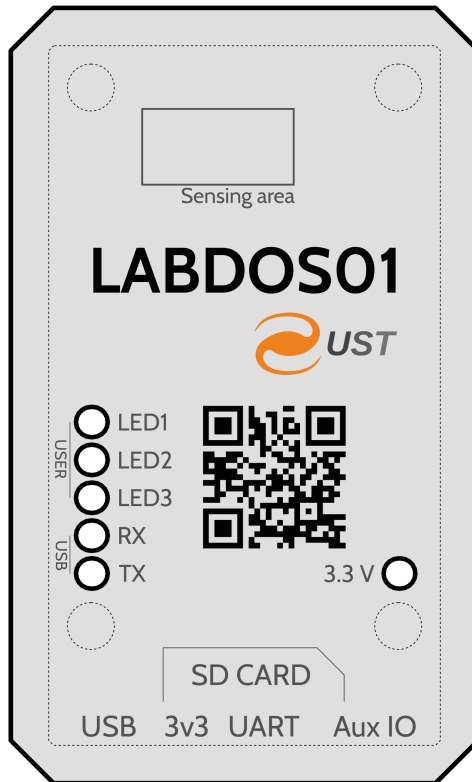 Sensing area
LABDOS01
UST
USER
LED1
LED2
LED3
USB
RX
TX
3.3 V
SD CARD
USB 3v3 UART Aux IO